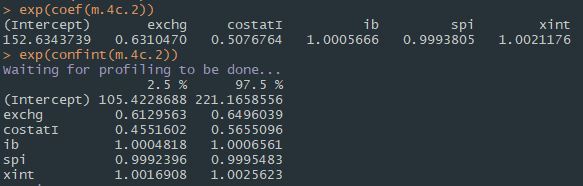 > exp(coef(m.4c.2))
(Intercept) exchg costatI ib spi xint
152.6343739 0.6310470 0.5076764 1.0005666 0.9993805 1.0021176
> exp(confint(m.4c.2))
Waiting for profiling to be done...
2.5 % 97.5 %
(Intercept) 105.4228688 221.1658556
exchg 0.6129563 0.6496039
costatI 0.4551602 0.5655096
ib 1.0004818 1.0006561
spi 0.9992396 0.9995483
xint 1.0016908 1.0025623